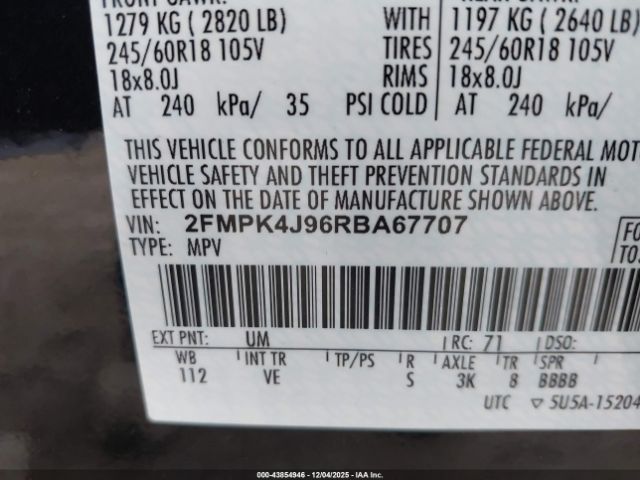 1279 KG ( 2820 LB) WITH 1197 KG ( 2640 LB)
245/60R18 105V TIRES 245/60R18 105V
18x8.0J RIMS 18x8.0J
AT 240 kPa/ 35 PSI COLD AT 240 kPa/
THIS VEHICLE CONFORMS TO ALL APPLICABLE FEDERAL MOT
VEHICLE SAFETY AND THEFT PREVENTION STANDARDS IN
EFFECT ON THE DATE OF MANUFACTURE SHOWN ABOVE.
VIN: 2FMPK4J96RBA67707
TYPE: MPV
EXT PNT: UM RC: 71 DSO:
WB INT TR TP/PS R AXLE TR SPR
112 VE S 3K 8 BBBB
UTC ▽ 5U5A-15204
000-43854946 - 12/04/2025 - IAA Inc.